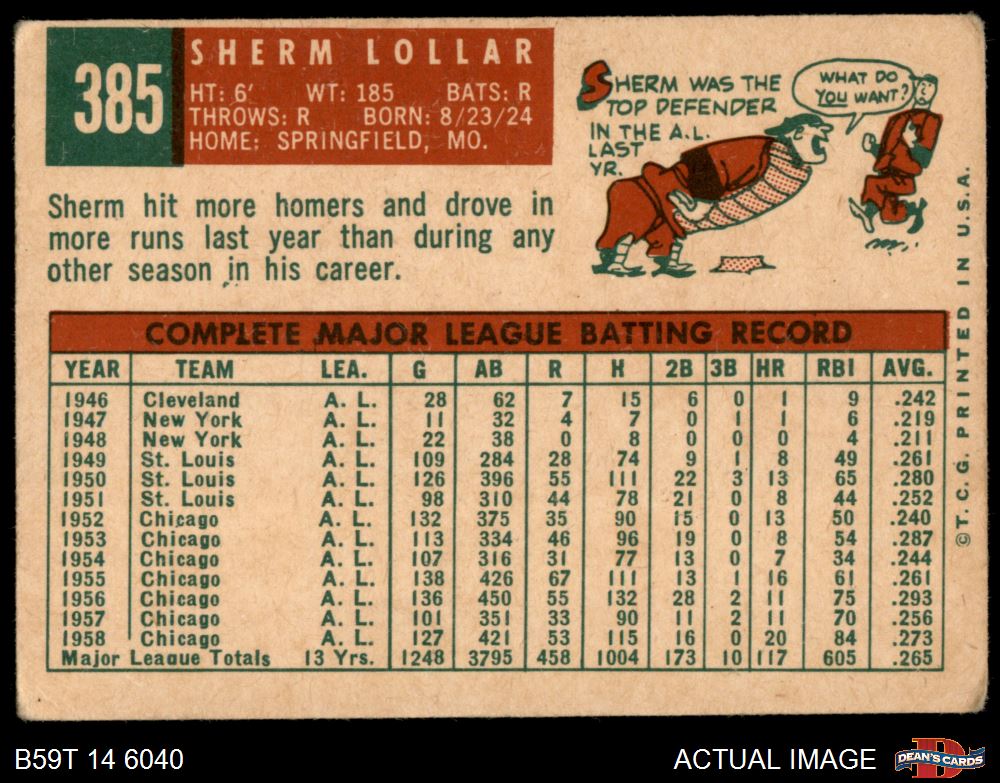 385
SHERM LOLLAR
HT: 6' WT: 185 BATS: R
THROWS: R BORN: 8/23/24
HOME: SPRINGFIELD, MO.
Sherm hit more homers and drove in
more runs last year than during any
other season in his career.
SHERM WAS THE
TOP DEFENDER
IN THE A.L.
LAST
YR.
WHAT DO
YOU WANT?
COMPLETE MAJOR LEAGUE BATTING RECORD
YEAR TEAM LEA. G AB R H 2B 3B HR RBI AVG.
1946 Cleveland A. L. 28 62 7 15 6 0 1 9 .242
1947 New York A. L. 11 32 4 7 0 1 1 6 .219
1948 New York A. L. 22 38 0 8 0 0 0 4 .211
1949 St. Louis A. L. 109 284 28 74 9 1 8 49 .261
1950 St. Louis A. L. 126 396 55 111 22 3 13 65 .280
1951 St. Louis A. L. 98 310 44 78 21 0 8 44 .252
1952 Chicago A. L. 132 375 35 90 15 0 13 50 .240
1953 Chicago A. L. 113 334 46 96 19 0 8 54 .287
1954 Chicago A. L. 107 316 31 77 13 0 7 34 .244
1955 Chicago A. L. 138 426 67 111 13 1 16 61 .261
1956 Chicago A. L. 136 450 55 132 28 2 11 75 .293
1957 Chicago A. L. 101 351 33 90 11 2 11 70 .256
1958 Chicago A. L. 127 421 53 115 16 0 20 84 .273
Major League Totals 13 Yrs. 1248 3795 458 1004 173 10 117 605 .265
©T. C. G. PRINTED IN U. S. A.
B59T 14 6040
ACTUAL IMAGE
D
DEAN'S CARDS